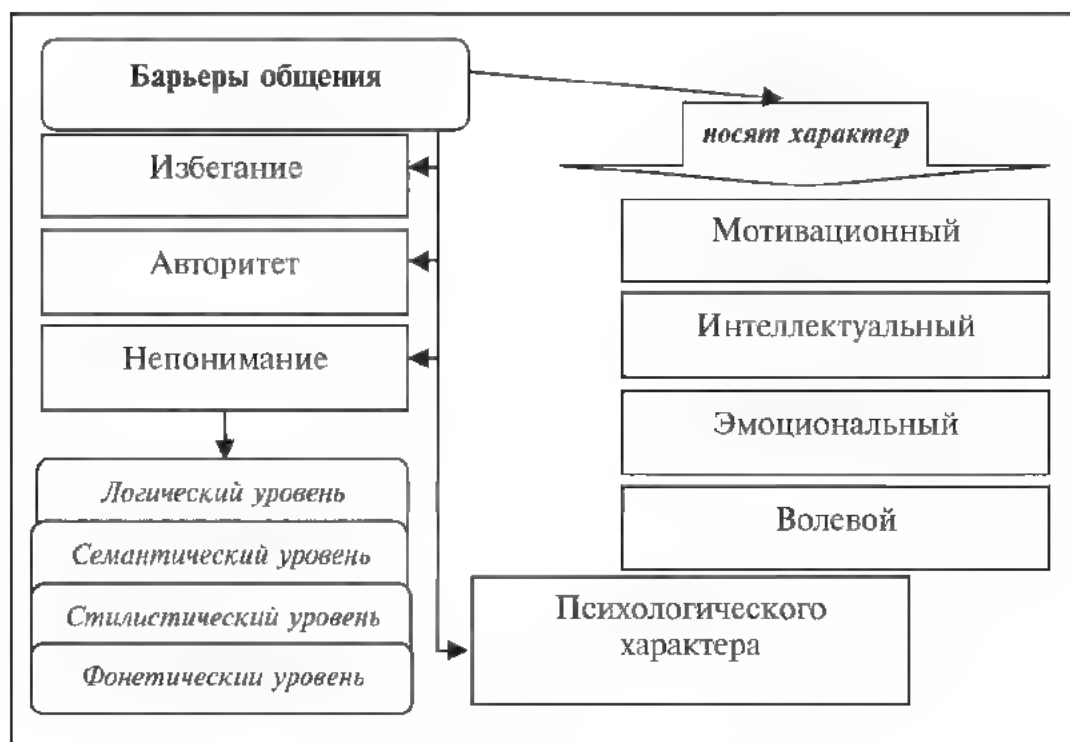 Барьеры общения
носят характер
Избегание
Авторитет
Непонимание
Логический уровень
Семантический уровень
Стилистический уровень
Фонетический уровень
Мотивационный
Интеллектуальный
Эмоциональный
Волевой
Психологического
характера